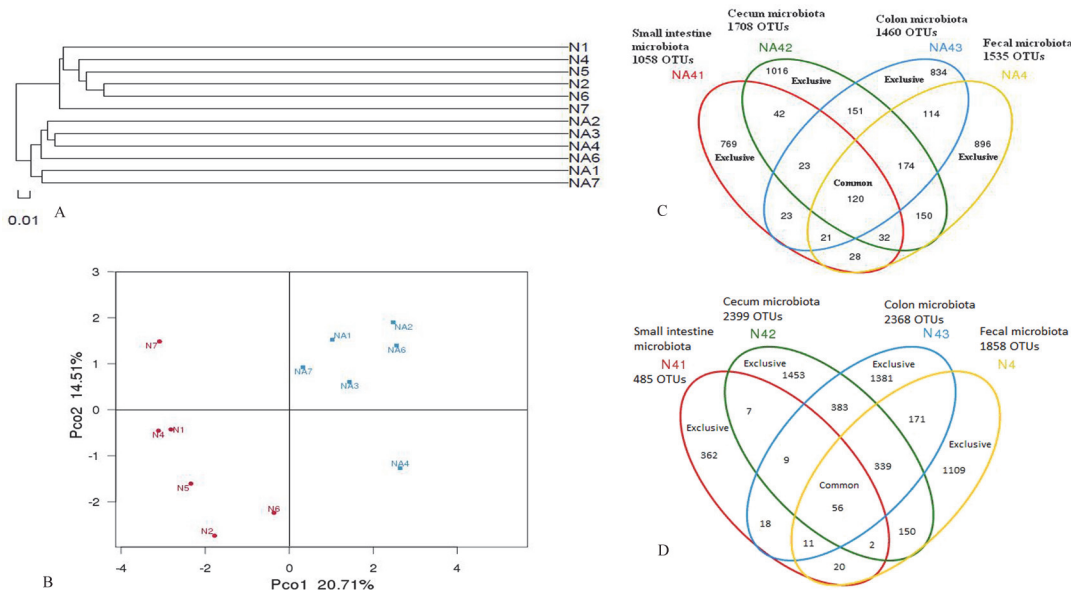 N1
N4
N5
N2
N6
N7
NA2
NA3
NA4
NA6
NA1
NA7
0.01
A
3
2
1
0
-1
-2
-4
-2
0
2
4
Pco2 14.51%
Pco1 20.71%
N7
N4
N1
N5
N2
N6
NA1
NA2
NA6
NA7
NA3
NA4
B
Small intestine
microbiota
1058 OTUs
NA41
Cecum microbiota
1708 OTUs
NA42
Colon microbiota
1460 OTUs
NA43
Fecal microbiota
1535 OTUs
NA4
1016
Exclusive
Exclusive
834
42
151
114
769
Exclusive
896
Exclusive
23
174
Common
120
23
21
32
150
28
C
Small intestine
microbiota
N41
485 OTUs
Cecum microbiota
2399 OTUs
N42
Colon microbiota
2368 OTUs
N43
Fecal microbiota
1858 OTUs
N4
Exclusive
1453
Exclusive
1381
7
383
171
Exclusive
362
Exclusive
1109
9
339
Common
56
18
11
2
150
20
D